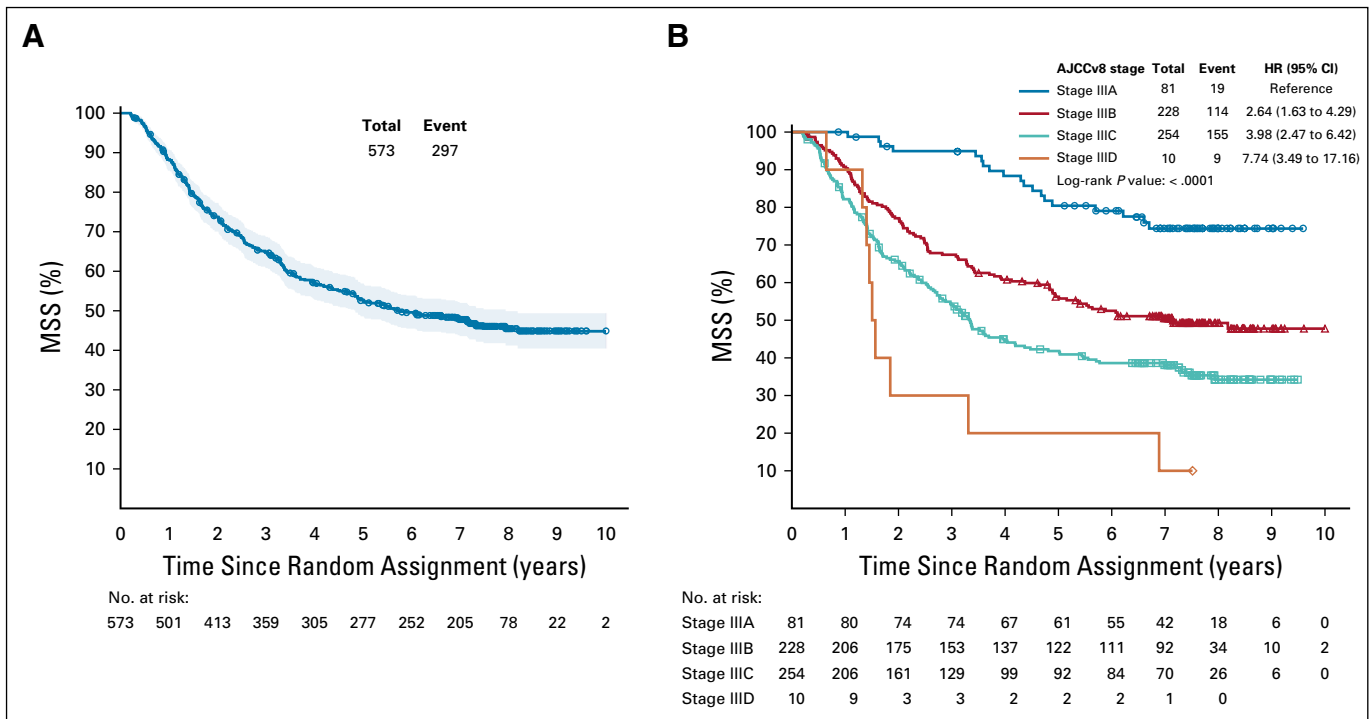 A
Total Event
573 297
100
90
80
70
60
50
40
30
20
10
MSS (%)
0 1 2 3 4 5 6 7 8 9 10
Time Since Random Assignment (years)
No. at risk:
573 501 413 359 305 277 252 205 78 22 2
B
AJCCv8 stage Total Event HR (95% CI)
Stage IIIA 81 19 Reference
Stage IIIB 228 114 2.64 (1.63 to 4.29)
Stage IIIC 254 155 3.98 (2.47 to 6.42)
Stage IIID 10 9 7.74 (3.49 to 17.16)
Log-rank P value: < .0001
100
90
80
70
60
50
40
30
20
10
MSS (%)
0 1 2 3 4 5 6 7 8 9 10
Time Since Random Assignment (years)
No. at risk:
Stage IIIA 81 80 74 74 67 61 55 42 18 6 0
Stage IIIB 228 206 175 153 137 122 111 92 34 10 2
Stage IIIC 254 206 161 129 99 92 84 70 26 6 0
Stage IIID 10 9 3 3 2 2 2 1 0